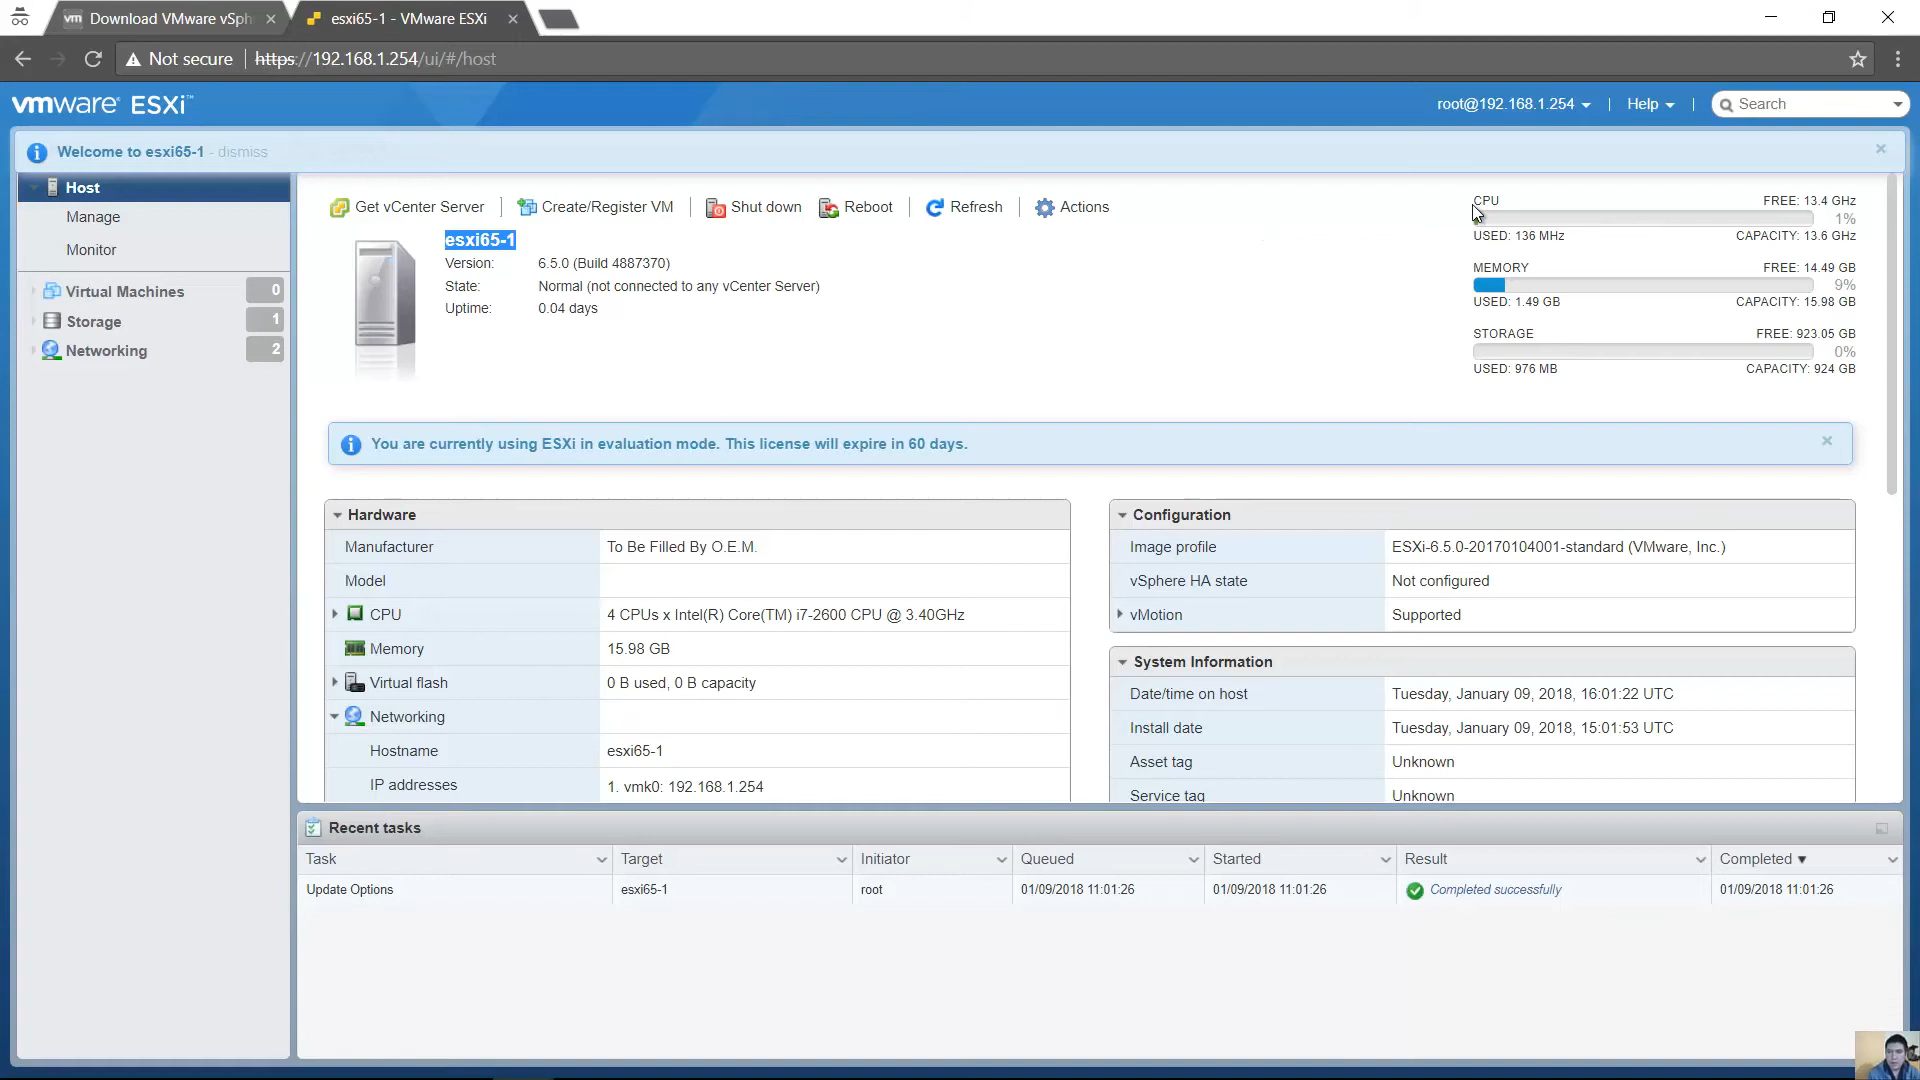 Download VMware vSph
esxi65-1 - VMware ESXi
Not secure
https://192.168.1.254/ui/#/host
vmware ESXi™
root@192.168.1.254
Help
Search
Welcome to esxi65-1 - dismiss
Host
Manage
Monitor
Virtual Machines 0
Storage 1
Networking 2
Get vCenter Server
Create/Register VM
Shut down
Reboot
Refresh
Actions
esxi65-1
Version: 6.5.0 (Build 4887370)
State: Normal (not connected to any vCenter Server)
Uptime: 0.04 days
CPU FREE: 13.4 GHz
1%
USED: 136 MHz CAPACITY: 13.6 GHz
MEMORY FREE: 14.49 GB
9%
USED: 1.49 GB CAPACITY: 15.98 GB
STORAGE FREE: 923.05 GB
0%
USED: 976 MB CAPACITY: 924 GB
You are currently using ESXi in evaluation mode. This license will expire in 60 days.
Hardware
Manufacturer To Be Filled By O.E.M.
Model
CPU 4 CPUs x Intel(R) Core(TM) i7-2600 CPU @ 3.40GHz
Memory 15.98 GB
Virtual flash 0 B used, 0 B capacity
Networking
Hostname esxi65-1
IP addresses 1. vmk0: 192.168.1.254
Configuration
Image profile ESXi-6.5.0-20170104001-standard (VMware, Inc.)
vSphere HA state Not configured
vMotion Supported
System Information
Date/time on host Tuesday, January 09, 2018, 16:01:22 UTC
Install date Tuesday, January 09, 2018, 15:01:53 UTC
Asset tag Unknown
Service tag Unknown
Recent tasks
Task Target Initiator Queued Started Result Completed ▼
Update Options esxi65-1 root 01/09/2018 11:01:26 01/09/2018 11:01:26 Completed successfully 01/09/2018 11:01:26